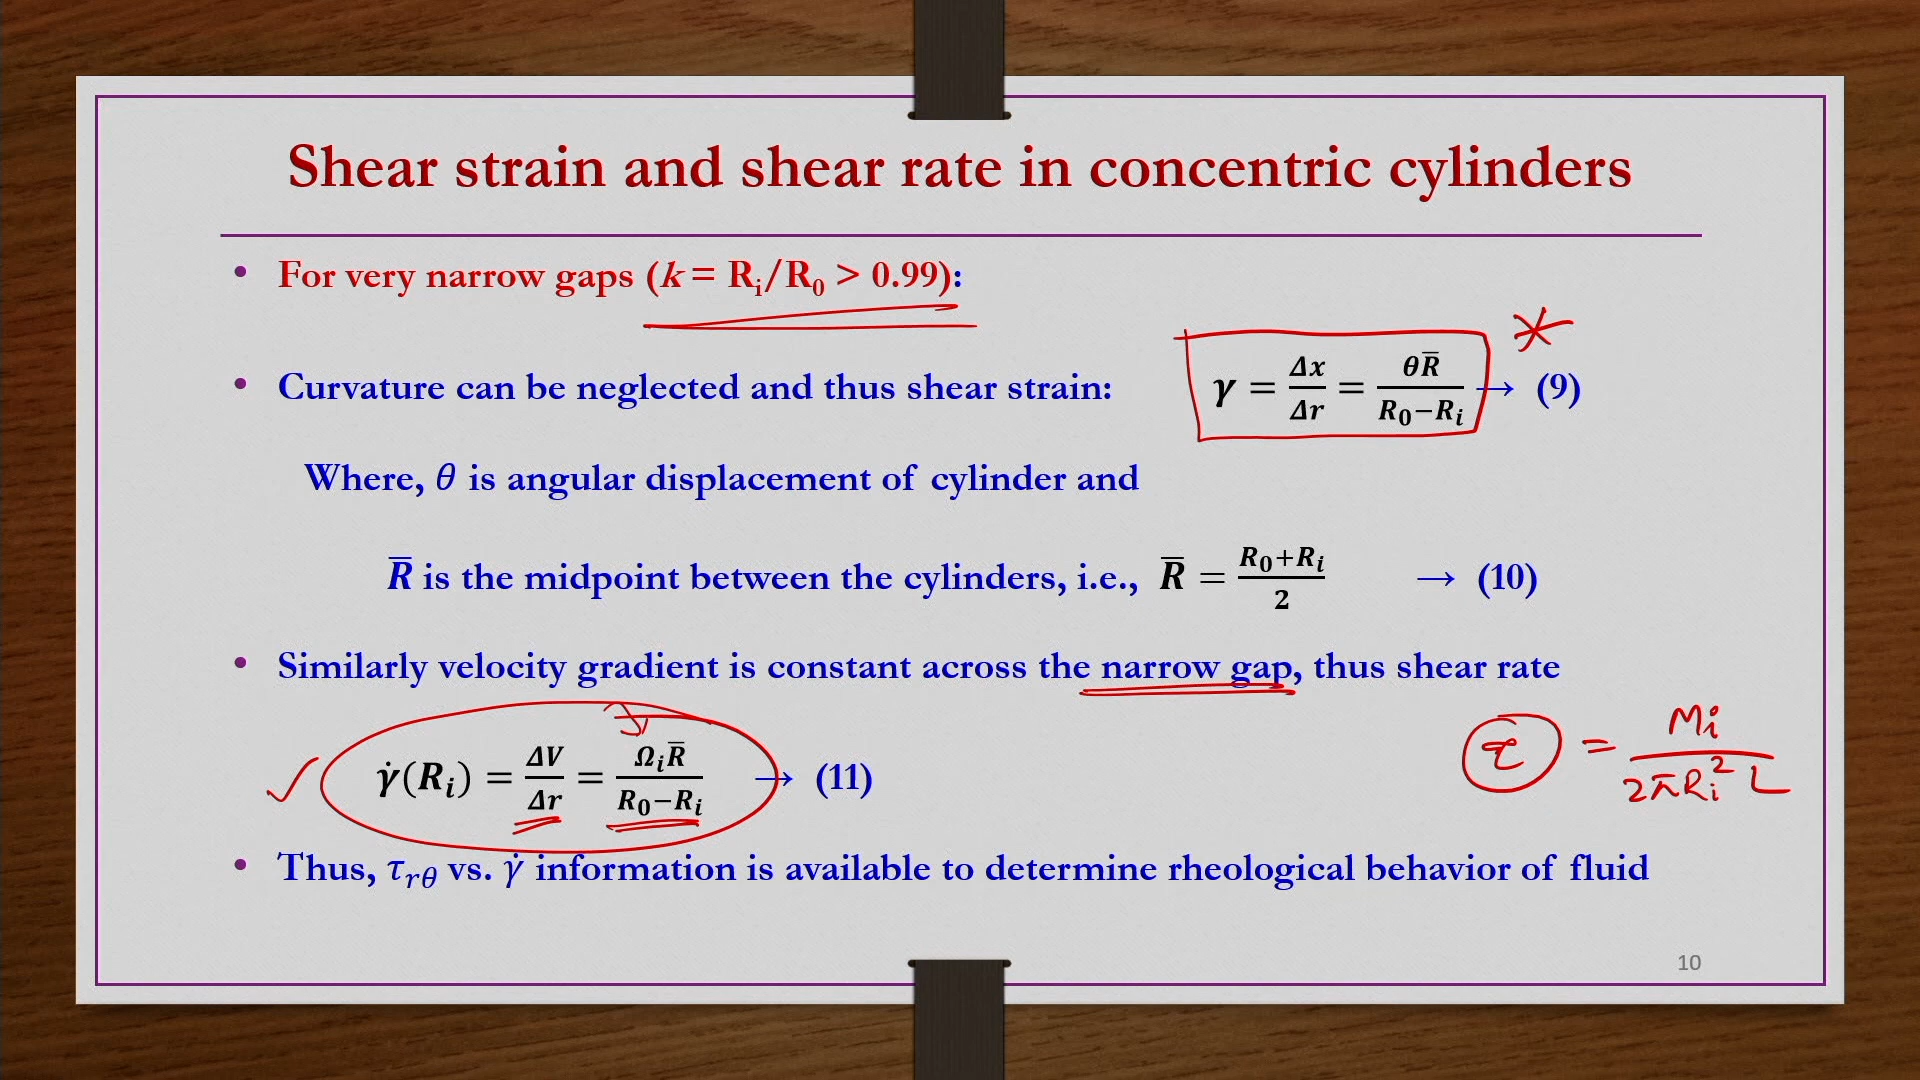 Shear strain and shear rate in concentric cylinders
• For very narrow gaps (k = Rᵢ/R₀ > 0.99):
• Curvature can be neglected and thus shear strain: γ = Δx/Δr = θR̅/(R₀−Rᵢ) → (9)
Where, θ is angular displacement of cylinder and
R̅ is the midpoint between the cylinders, i.e., R̅ = (R₀+Rᵢ)/2 → (10)
• Similarly velocity gradient is constant across the narrow gap, thus shear rate
γ̇(Rᵢ) = ΔV/Δr = ΩᵢR̅/(R₀−Rᵢ) → (11)
τ = Mᵢ/(2πRᵢ²L)
• Thus, τ_rθ vs. γ̇ information is available to determine rheological behavior of fluid
10